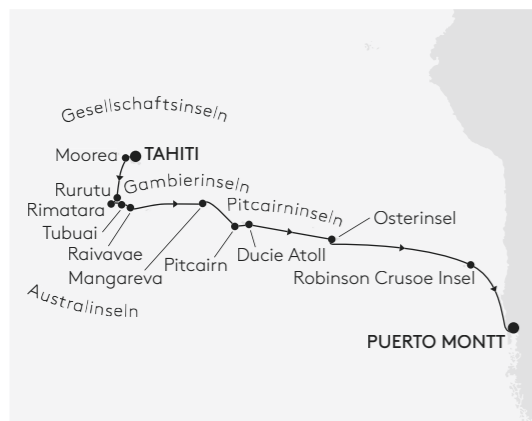 Gesellschaftsinseln
Moorea
TAHITI
Rurutu
Gambierinseln
Rimatara
Pitcairninseln
Tubuai
Osterinsel
Raivavae
Ducie Atoll
Pitcairn
Mangareva
Robinson Crusoe Insel
Australinseln
PUERTO MONTT